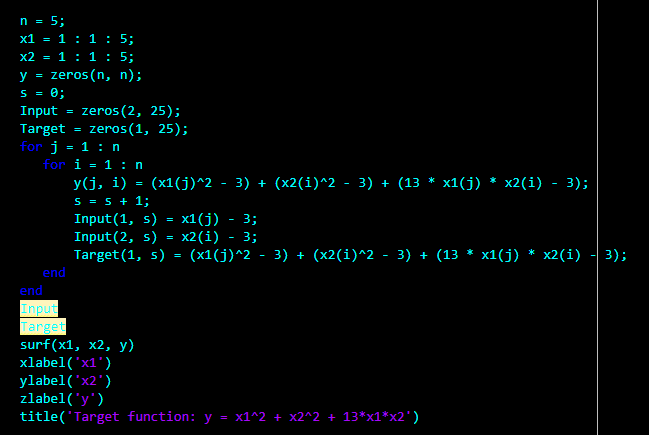 n = 5;
x1 = 1 : 1 : 5;
x2 = 1 : 1 : 5;
y = zeros(n, n);
s = 0;
Input = zeros(2, 25);
Target = zeros(1, 25);
for j = 1 : n
for i = 1 : n
y(j, i) = (x1(j)^2 - 3) + (x2(i)^2 - 3) + (13 * x1(j) * x2(i) - 3);
s = s + 1;
Input(1, s) = x1(j) - 3;
Input(2, s) = x2(i) - 3;
Target(1, s) = (x1(j)^2 - 3) + (x2(i)^2 - 3) + (13 * x1(j) * x2(i) - 3);
end
end
Input
Target
surf(x1, x2, y)
xlabel('x1')
ylabel('x2')
zlabel('y')
title('Target function: y = x1^2 + x2^2 + 13*x1*x2')